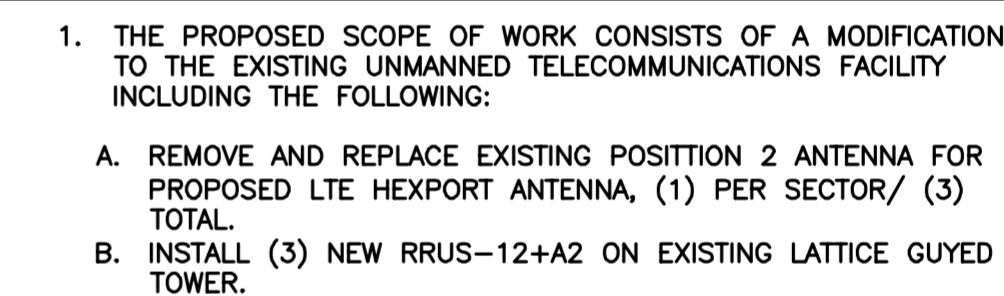 1. THE PROPOSED SCOPE OF WORK CONSISTS OF A MODIFICATION
TO THE EXISTING UNMANNED TELECOMMUNICATIONS FACILITY
INCLUDING THE FOLLOWING:
A. REMOVE AND REPLACE EXISTING POSITTION 2 ANTENNA FOR
PROPOSED LTE HEXPORT ANTENNA, (1) PER SECTOR/ (3)
TOTAL.
B. INSTALL (3) NEW RRUS-12+A2 ON EXISTING LATTICE GUYED
TOWER.